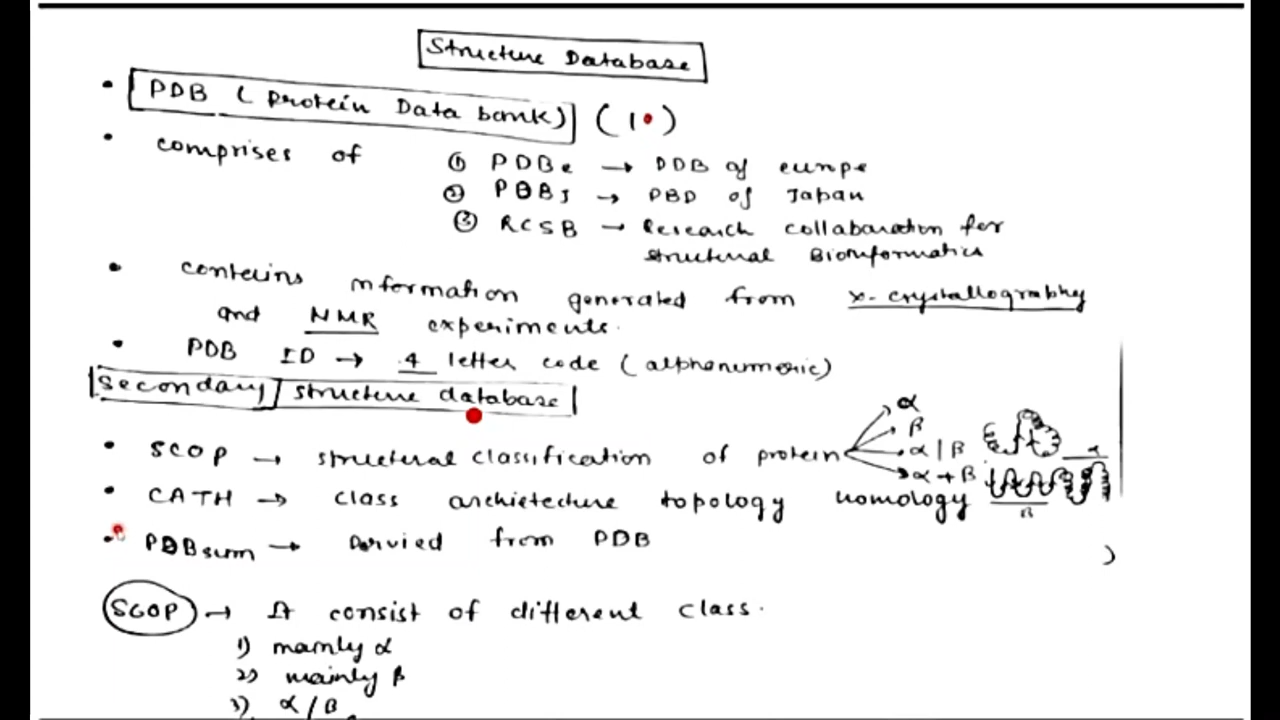 Structure Database
• PDB (Protein Data bank) (1°)
• comprises of ① PDBe → PDB of europe
② PDBJ → PBD of Japan
③ RCSB → Research collaboration for
structural Bioinformatics
• contains information generated from x-crystallography
and NMR experiments.
• PDB ID → 4 letter code (alphanumeric)
Secondary structure database
• SCOP → structural classification of protein
α
β
α|β
α+β
α
β
• CATH → class archietecture topology homology
• PDBsum → Dervied from PDB
SCOP → It consist of different class.
1) mainly α
2) mainly β
3) α/β